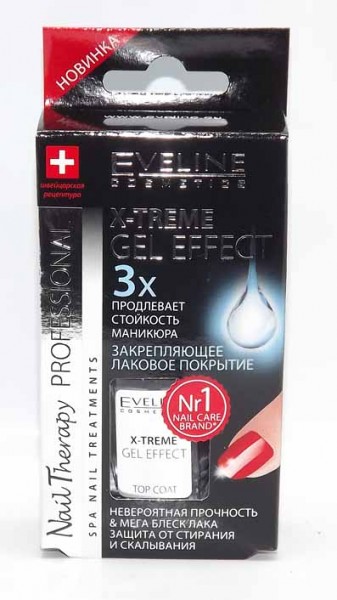 НОВИНКА
швейцарская
рецептура
EVELINE
COSMETICS
X-TREME
GEL EFFECT
3x
ПРОДЛЕВАЕТ
СТОЙКОСТЬ
МАНИКЮРА
ЗАКРЕПЛЯЮЩЕЕ
ЛАКОВОЕ ПОКРЫТИЕ
Nr1
NAIL CARE
BRAND*
EVELINE
COSMETICS
X-TREME
GEL EFFECT
TOP COAT
НЕВЕРОЯТНАЯ ПРОЧНОСТЬ
& МЕГА БЛЕСК ЛАКА
ЗАЩИТА ОТ СТИРАНИЯ
И СКАЛЫВАНИЯ
Nail Therapy PROFESSIONAL
SPA NAIL TREATMENTS